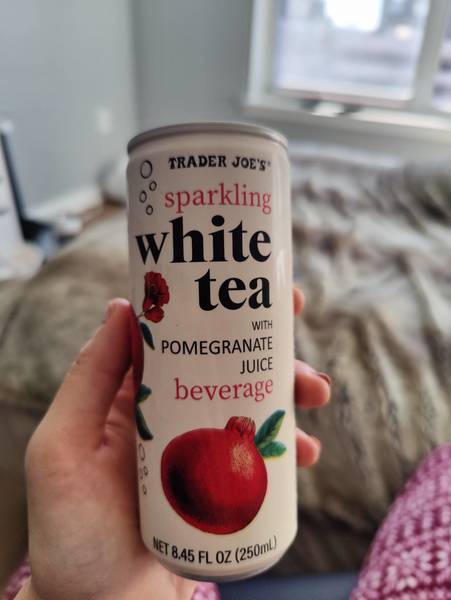 TRADER JOE'S®
sparkling
white
tea
WITH
POMEGRANATE
JUICE
beverage
NET 8.45 FL OZ (250mL)